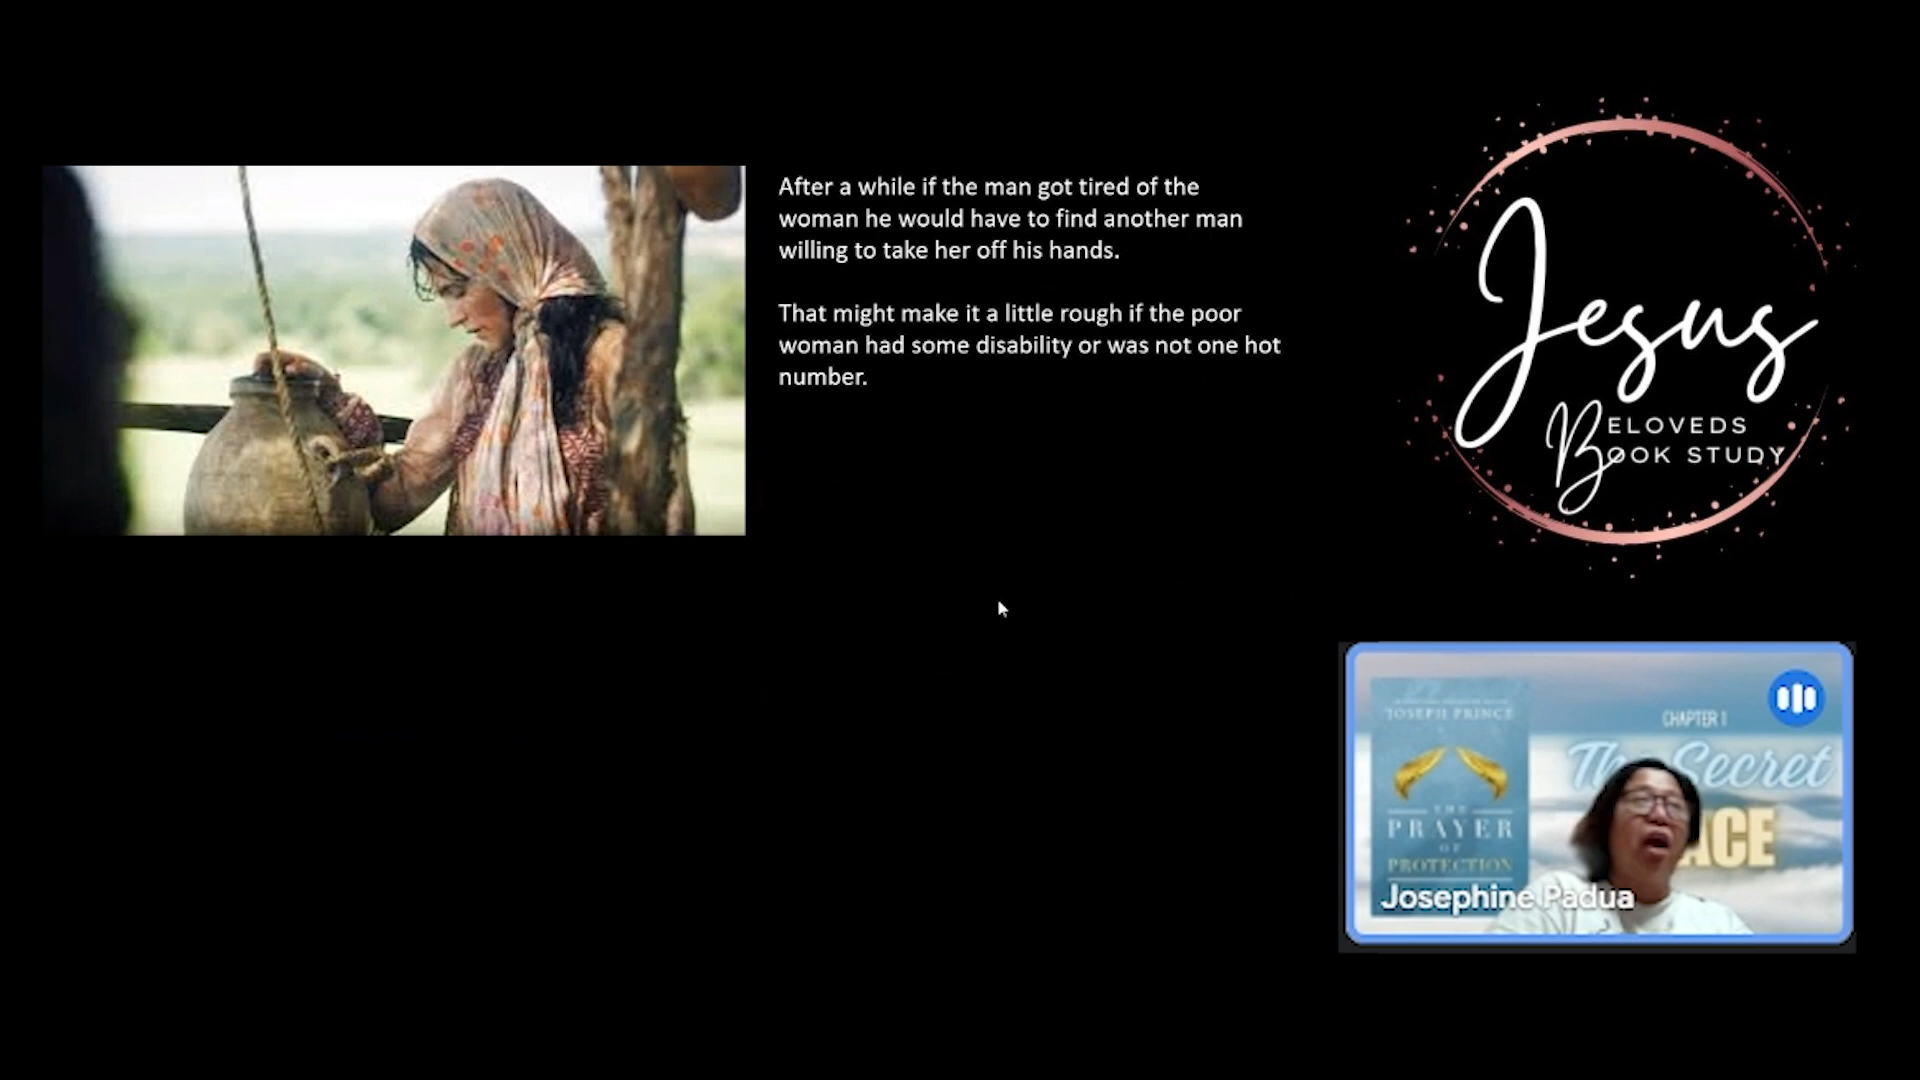 After a while if the man got tired of the
woman he would have to find another man
willing to take her off his hands.
That might make it a little rough if the poor
woman had some disability or was not one hot
number.
Jesus
BELOVEDS
BOOK STUDY
JOSEPH PRINCE
THE
PRAYER
OF
PROTECTION
CHAPTER 1
The Secret
ACE
Josephine Padua